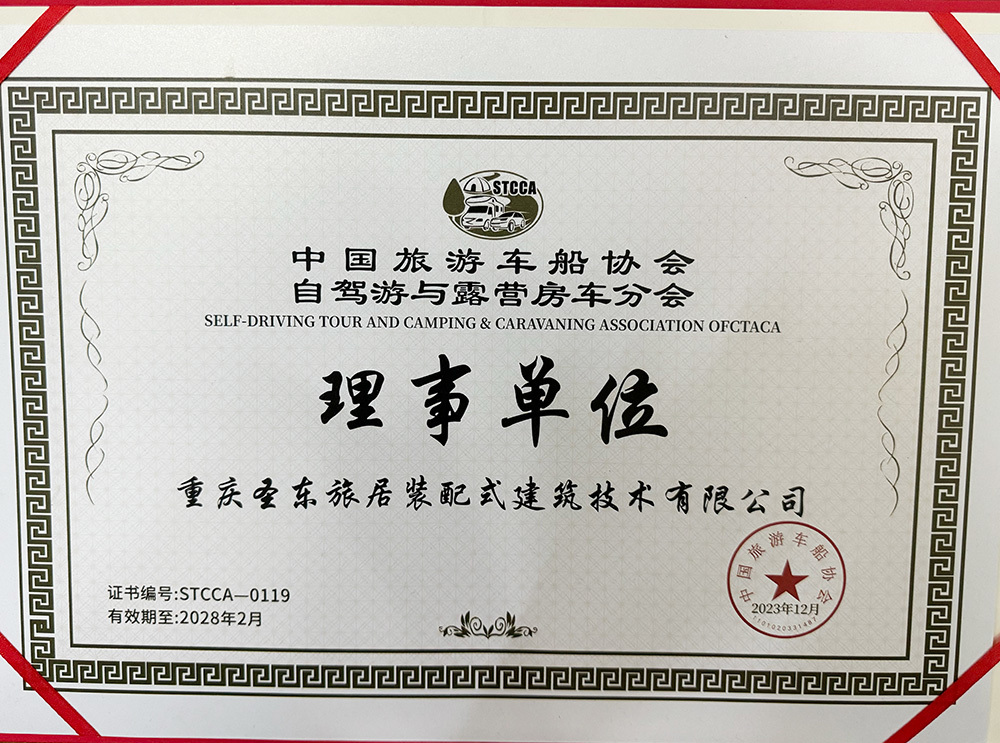 STCCA
中国旅游车船协会
自驾游与露营房车分会
SELF-DRIVING TOUR AND CAMPING & CARAVANING ASSOCIATION OFCTACA
理事单位
重庆圣东旅居装配式建筑技术有限公司
中国旅游车船协会
证书编号:STCCA—0119
2023年12月
有效期至:2028年2月
1101020331487